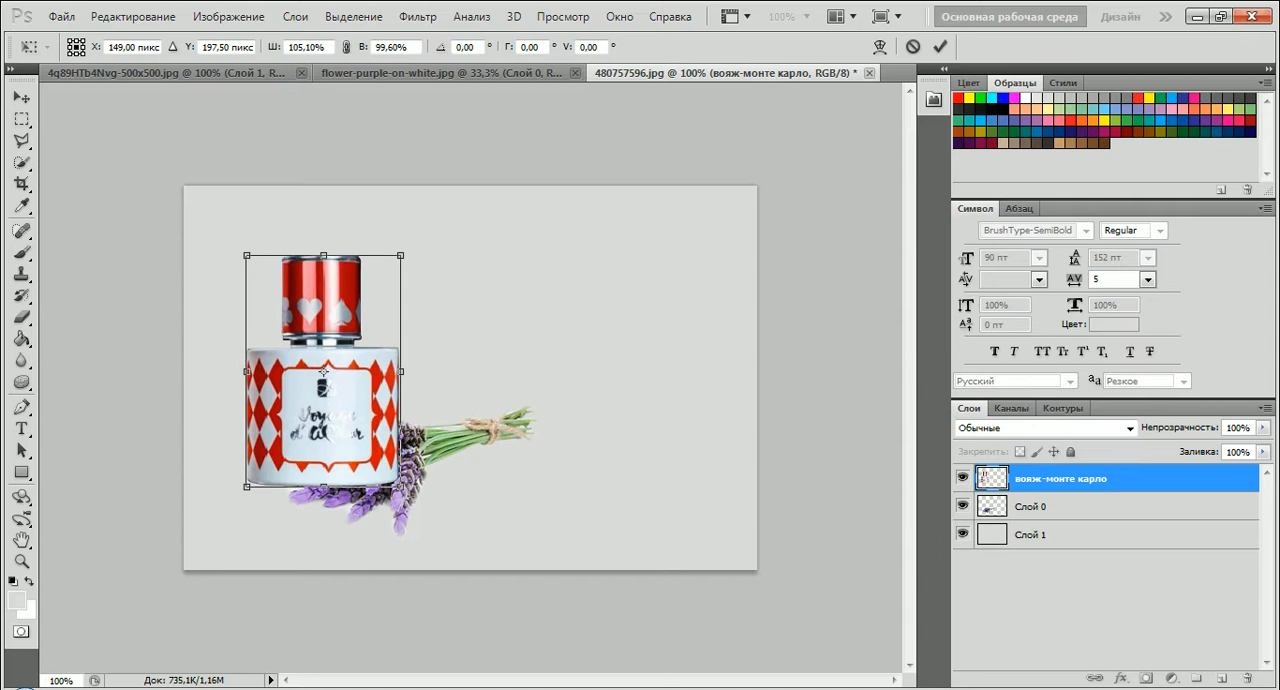 Ps Файл Редактирование Изображение Слои Выделение Фильтр Анализ 3D Просмотр Окно Справка 100% Основная рабочая среда Дизайн
X: 149,00 пикс Y: 197,50 пикс Ш: 105,10% В: 99,60% 0,00 ° Г: 0,00 ° V: 0,00 °
4q89HTb4Nvg-500x500.jpg @ 100% (Слой 1, R... flower-purple-on-white.jpg @ 33,3% (Слой 0, R... 480757596.jpg @ 100% (вояж-монте карло, RGB/8) *
Цвет Образцы Стили
Символ Абзац
BrushType-SemiBold Regular
90 пт 152 пт
5
100% 100%
0 пт Цвет:
Русский Резкое
Слои Каналы Контуры
Обычные Непрозрачность: 100%
Закрепить: Заливка: 100%
вояж-монте карло
Слой 0
Слой 1
Voyage
100% Док: 735,1K/1,16M